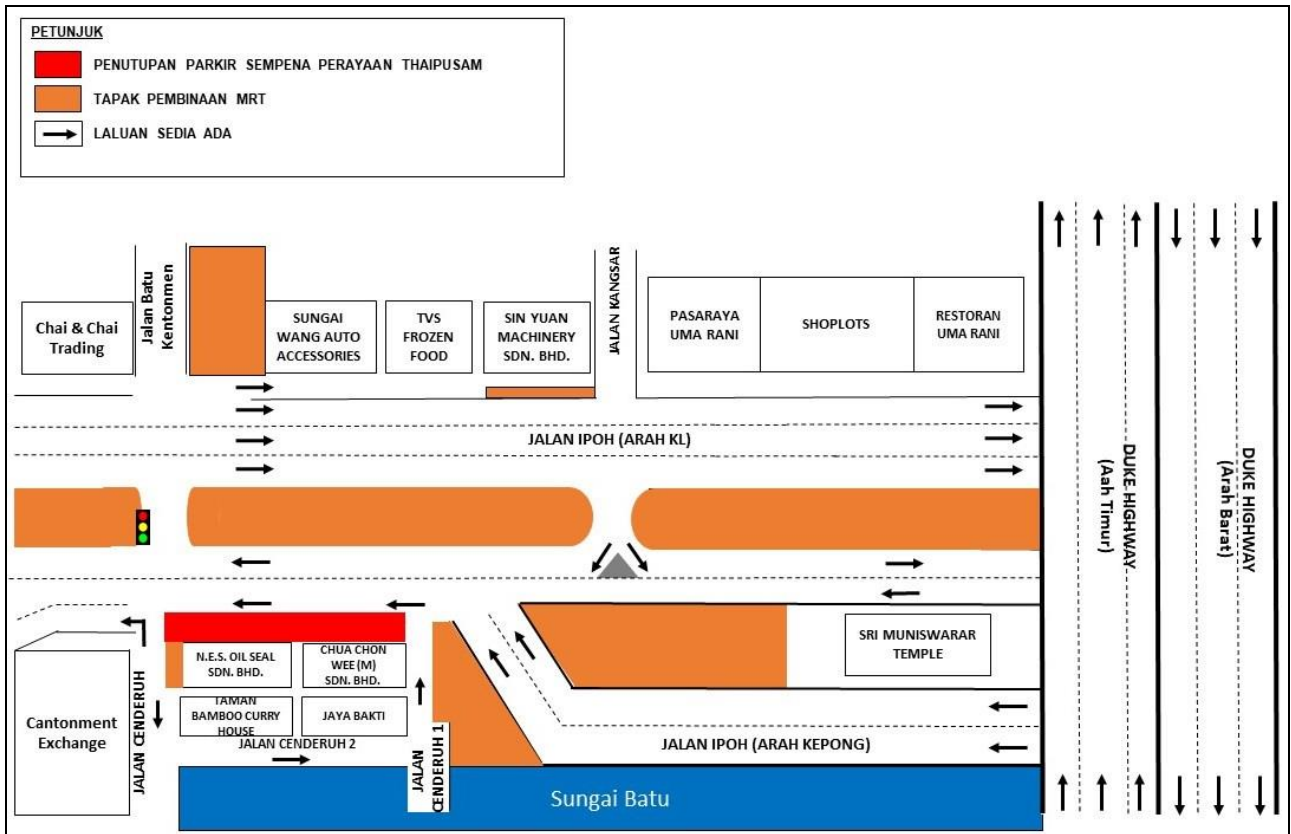 PETUNJUK
PENUTUPAN PARKIR SEMPENA PERAYAAN THAIPUSAM
TAPAK PEMBINAAN MRT
LALUAN SEDIA ADA
Chai & Chai
Trading
Jalan Batu
Kentonmen
SUNGAI
WANG AUTO
ACCESSORIES
TVS
FROZEN
FOOD
SIN YUAN
MACHINERY
SDN. BHD.
JALAN KANGSAR
PASARAYA
UMA RANI
SHOPLOTS
RESTORAN
UMA RANI
JALAN IPOH (ARAH KL)
DUKE HIGHWAY
(Aah Timur)
DUKE HIGHWAY
(Arah Barat)
Cantonment
Exchange
JALAN CENDERUH
N.E.S. OIL SEAL
SDN. BHD.
CHUA CHON
WEE (M)
SDN. BHD.
TAMAN
BAMBOO CURRY
HOUSE
JAYA BAKTI
JALAN CENDERUH 2
JALAN
CENDERUH 1
SRI MUNISWARAR
TEMPLE
JALAN IPOH (ARAH KEPONG)
Sungai Batu